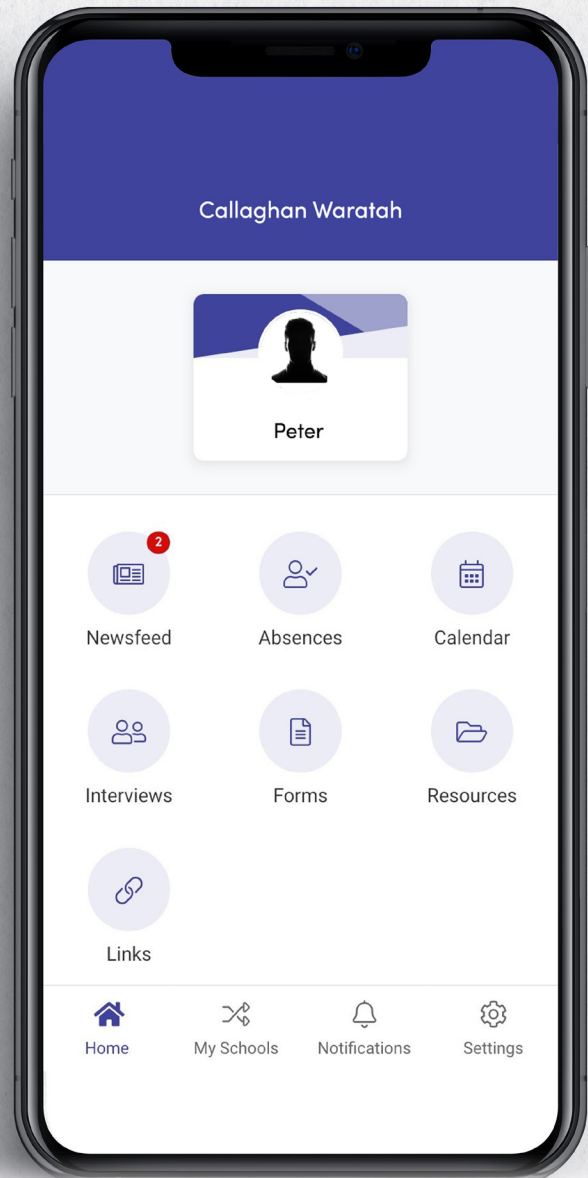 Callaghan Waratah
Peter
2
Newsfeed Absences Calendar
Interviews Forms Resources
Links
Home My Schools Notifications Settings